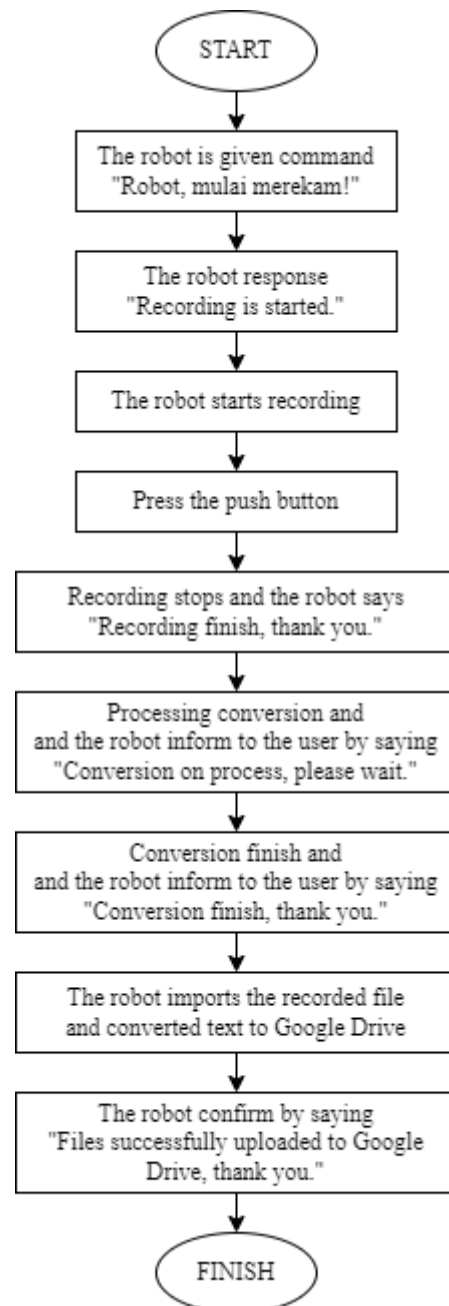 START
The robot is given command
"Robot, mulai merekam!"
The robot response
"Recording is started."
The robot starts recording
Press the push button
Recording stops and the robot says
"Recording finish, thank you."
Processing conversion and
and the robot inform to the user by saying
"Conversion on process, please wait."
Conversion finish and
and the robot inform to the user by saying
"Conversion finish, thank you."
The robot imports the recorded file
and converted text to Google Drive
The robot confirm by saying
"Files successfully uploaded to Google
Drive, thank you."
FINISH